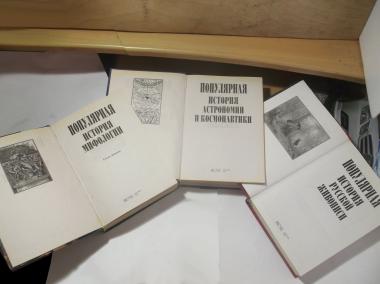 ПОПУЛЯРНАЯ
ИСТОРИЯ
МИФОЛОГИИ
ПОПУЛЯРНАЯ
ИСТОРИЯ
АСТРОНОМИИ
И КОСМОНАВТИКИ
ПОПУЛЯРНАЯ
ИСТОРИЯ
РУССКОЙ
ЖИВОПИСИ